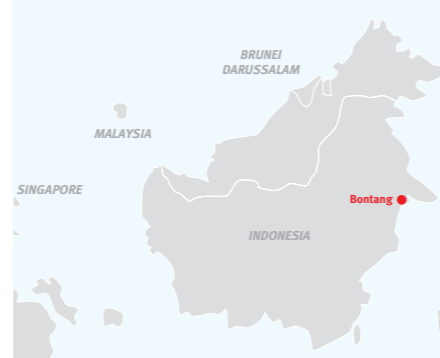 BRUNEI
DARUSSALAM
MALAYSIA
SINGAPORE
Bontang
INDONESIA